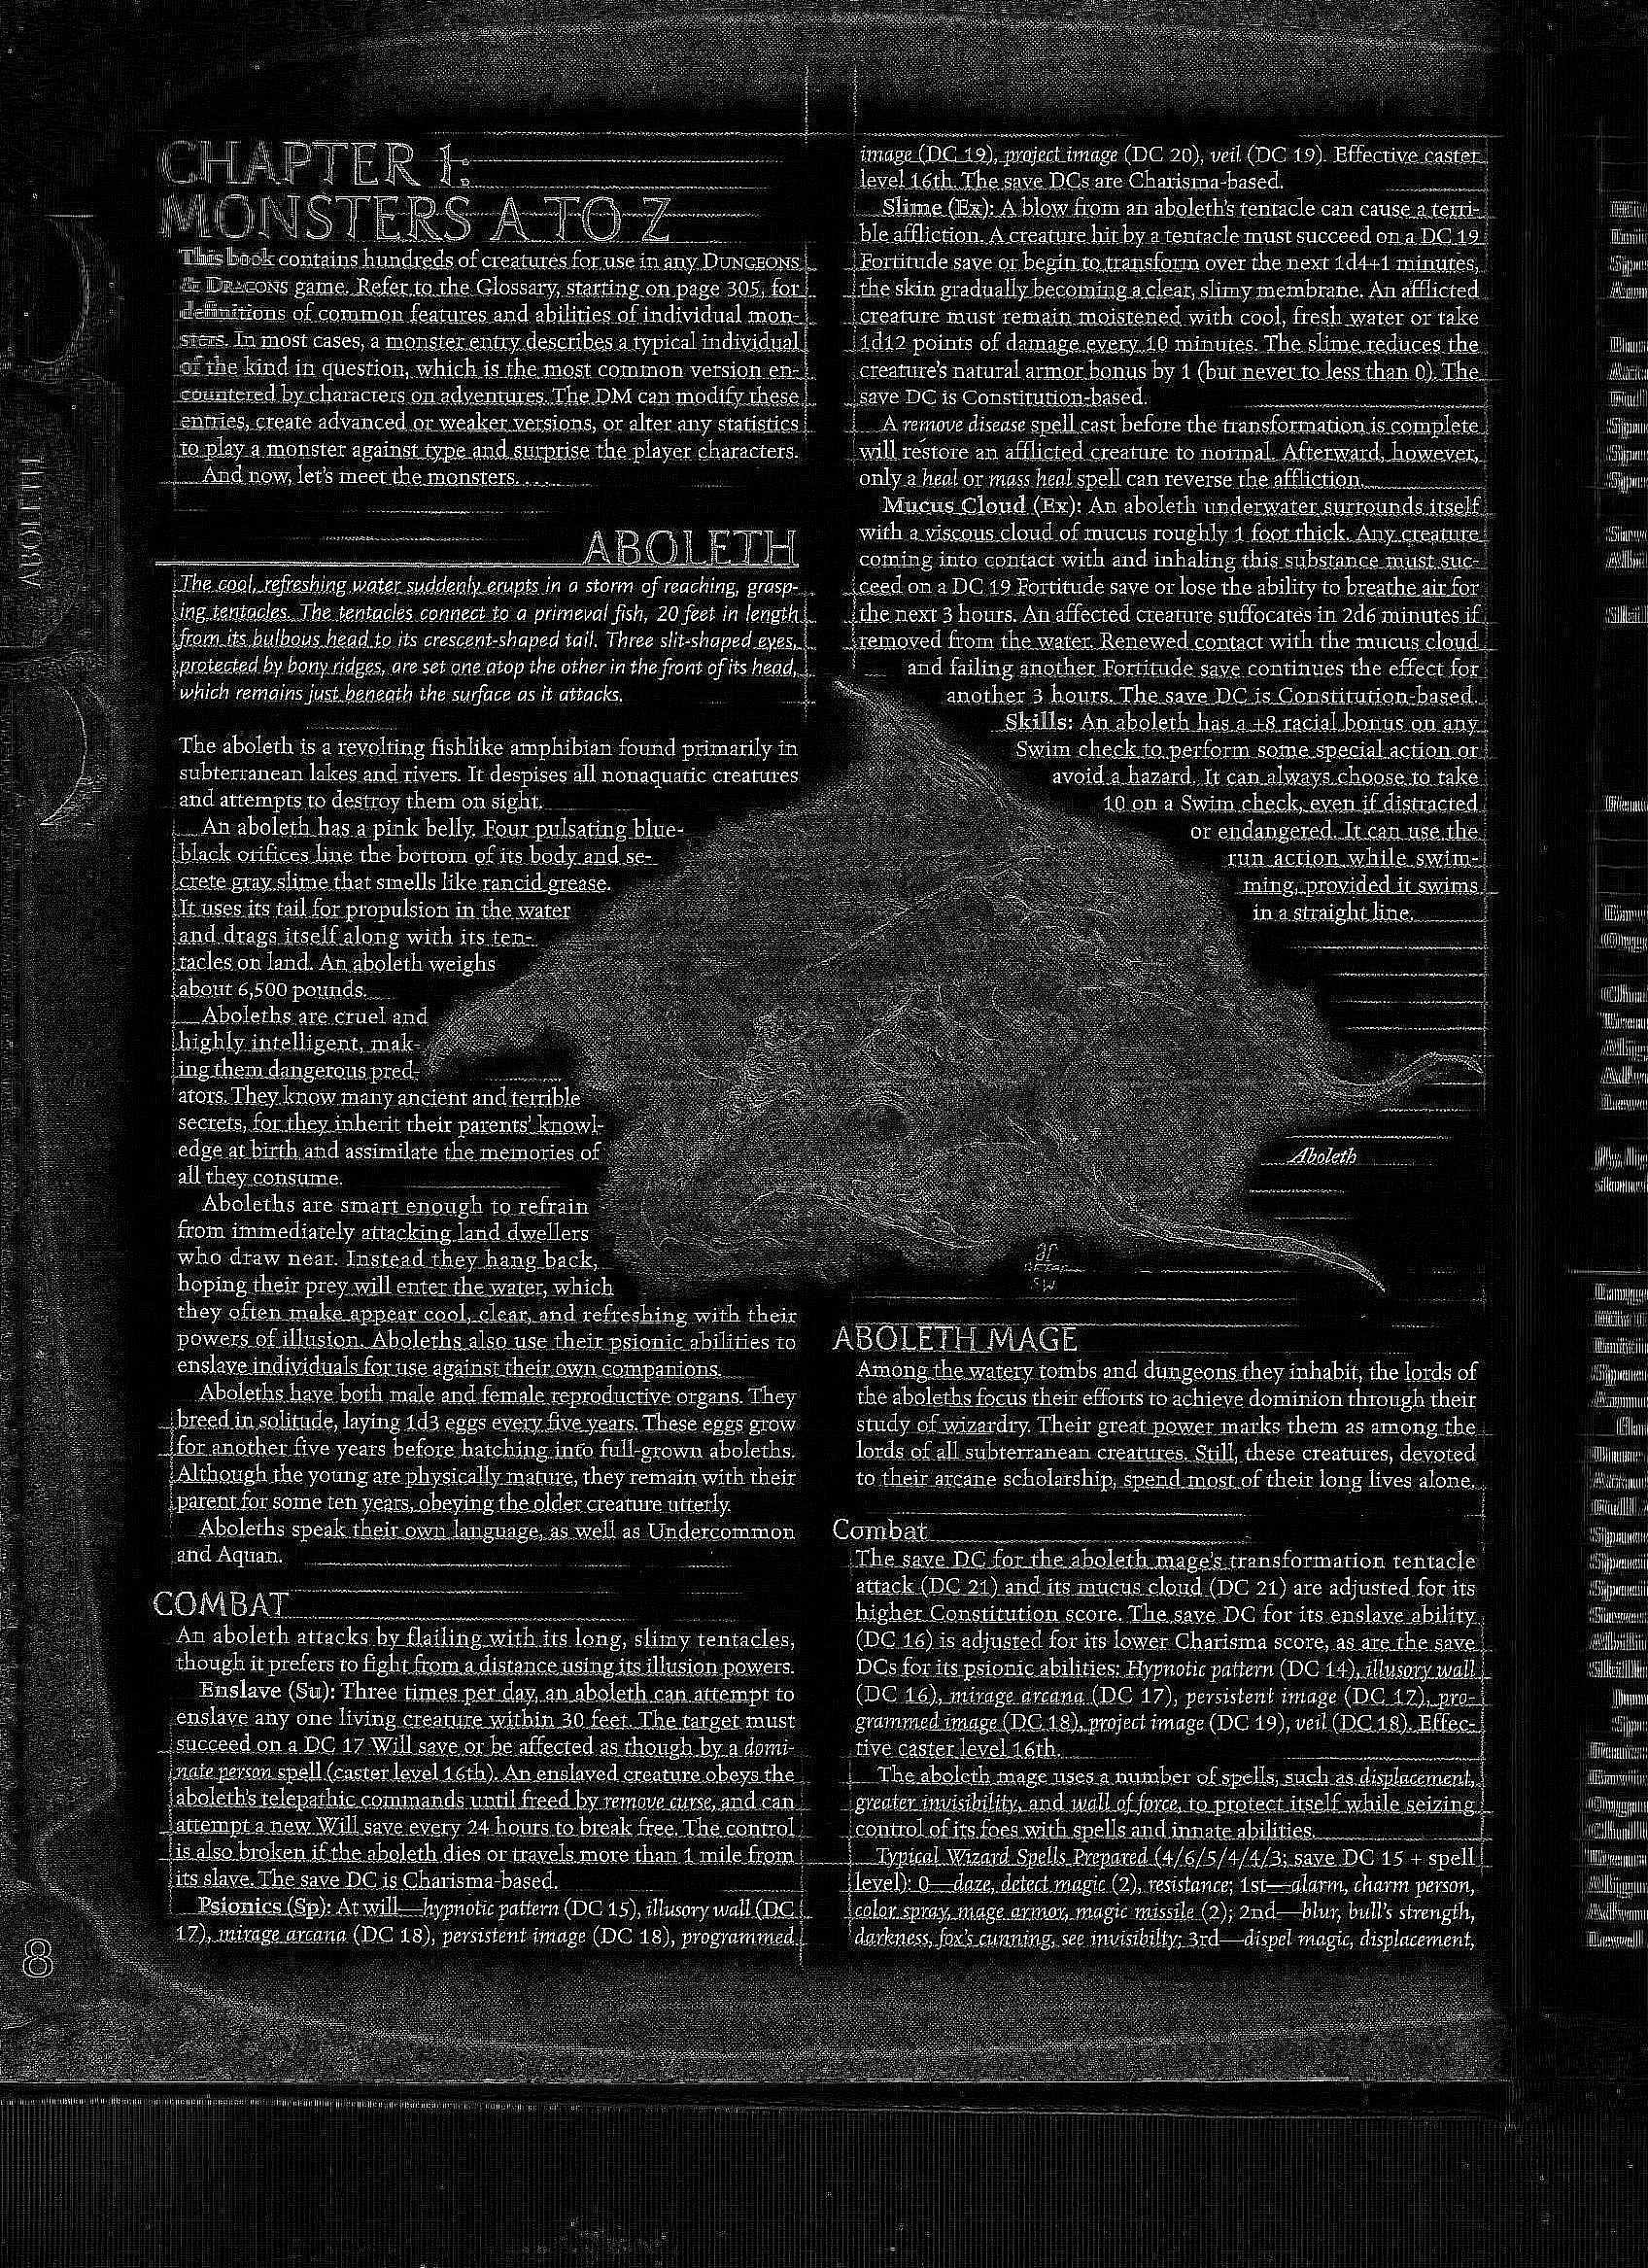 CHAPTER 1:
MONSTERS A TO Z
This book contains hundreds of creatures for use in any DUNGEONS
& DRAGONS game. Refer to the Glossary, starting on page 305, for
definitions of common features and abilities of individual mon-
sters. In most cases, a monster entry describes a typical individual
of the kind in question, which is the most common version en-
countered by characters on adventures. The DM can modify these
entries, create advanced or weaker versions, or alter any statistics
to play a monster against type and surprise the player characters.
And now, let's meet the monsters. . . .
ABOLETH
The cool, refreshing water suddenly erupts in a storm of reaching, grasp-
ing tentacles. The tentacles connect to a primeval fish, 20 feet in length
from its bulbous head to its crescent-shaped tail. Three slit-shaped eyes,
protected by bony ridges, are set one atop the other in the front of its head,
which remains just beneath the surface as it attacks.
The aboleth is a revolting fishlike amphibian found primarily in
subterranean lakes and rivers. It despises all nonaquatic creatures
and attempts to destroy them on sight.
An aboleth has a pink belly. Four pulsating blue-
black orifices line the bottom of its body and se-
crete gray slime that smells like rancid grease.
It uses its tail for propulsion in the water
and drags itself along with its ten-
tacles on land. An aboleth weighs
about 6,500 pounds.
Aboleths are cruel and
highly intelligent, mak-
ing them dangerous pred-
ators. They know many ancient and terrible
secrets, for they inherit their parents' knowl-
edge at birth and assimilate the memories of
all they consume.
Aboleths are smart enough to refrain
from immediately attacking land dwellers
who draw near. Instead they hang back,
hoping their prey will enter the water, which
they often make appear cool, clear, and refreshing with their
powers of illusion. Aboleths also use their psionic abilities to
enslave individuals for use against their own companions.
Aboleths have both male and female reproductive organs. They
breed in solitude, laying 1d3 eggs every five years. These eggs grow
for another five years before hatching into full-grown aboleths.
Although the young are physically mature, they remain with their
parent for some ten years, obeying the older creature utterly.
Aboleths speak their own language, as well as Undercommon
and Aquan.
COMBAT
An aboleth attacks by flailing with its long, slimy tentacles,
though it prefers to fight from a distance using its illusion powers.
Enslave (Su): Three times per day, an aboleth can attempt to
enslave any one living creature within 30 feet. The target must
succeed on a DC 17 Will save or be affected as though by a domi-
nate person spell (caster level 16th). An enslaved creature obeys the
aboleth's telepathic commands until freed by remove curse, and can
attempt a new Will save every 24 hours to break free. The control
is also broken if the aboleth dies or travels more than 1 mile from
its slave. The save DC is Charisma-based.
Psionics (Sp): At will—hypnotic pattern (DC 15), illusory wall (DC
17), mirage arcana (DC 18), persistent image (DC 18), programmed
image (DC 19), project image (DC 20), veil (DC 19). Effective caster
level 16th. The save DCs are Charisma-based.
Slime (Ex): A blow from an aboleth's tentacle can cause a terri-
ble affliction. A creature hit by a tentacle must succeed on a DC 19
Fortitude save or begin to transform over the next 1d4+1 minutes,
the skin gradually becoming a clear, slimy membrane. An afflicted
creature must remain moistened with cool, fresh water or take
1d12 points of damage every 10 minutes. The slime reduces the
creature's natural armor bonus by 1 (but never to less than 0). The
save DC is Constitution-based.
A remove disease spell cast before the transformation is complete
will restore an afflicted creature to normal. Afterward, however,
only a heal or mass heal spell can reverse the affliction.
Mucus Cloud (Ex): An aboleth underwater surrounds itself
with a viscous cloud of mucus roughly 1 foot thick. Any creature
coming into contact with and inhaling this substance must suc-
ceed on a DC 19 Fortitude save or lose the ability to breathe air for
the next 3 hours. An affected creature suffocates in 2d6 minutes if
removed from the water. Renewed contact with the mucus cloud
and failing another Fortitude save continues the effect for
another 3 hours. The save DC is Constitution-based.
Skills: An aboleth has a +8 racial bonus on any
Swim check to perform some special action or
avoid a hazard. It can always choose to take
10 on a Swim check, even if distracted
or endangered. It can use the
run action while swim-
ming, provided it swims
in a straight line.
Aboleth
ABOLETH MAGE
Among the watery tombs and dungeons they inhabit, the lords of
the aboleths focus their efforts to achieve dominion through their
study of wizardry. Their great power marks them as among the
lords of all subterranean creatures. Still, these creatures, devoted
to their arcane scholarship, spend most of their long lives alone.
Combat
The save DC for the aboleth mage's transformation tentacle
attack (DC 21) and its mucus cloud (DC 21) are adjusted for its
higher Constitution score. The save DC for its enslave ability
(DC 16) is adjusted for its lower Charisma score, as are the save
DCs for its psionic abilities: Hypnotic pattern (DC 14), illusory wall
(DC 16), mirage arcana (DC 17), persistent image (DC 17), pro-
grammed image (DC 18), project image (DC 19), veil (DC 18). Effec-
tive caster level 16th.
The aboleth mage uses a number of spells, such as displacement,
greater invisibility, and wall of force, to protect itself while seizing
control of its foes with spells and innate abilities.
Typical Wizard Spells Prepared (4/6/5/4/4/3; save DC 15 + spell
level): 0—daze, detect magic (2), resistance; 1st—alarm, charm person,
color spray, mage armor, magic missile (2); 2nd—blur, bull's strength,
darkness, fox's cunning, see invisibilty; 3rd—dispel magic, displacement,
ABOLETH
8